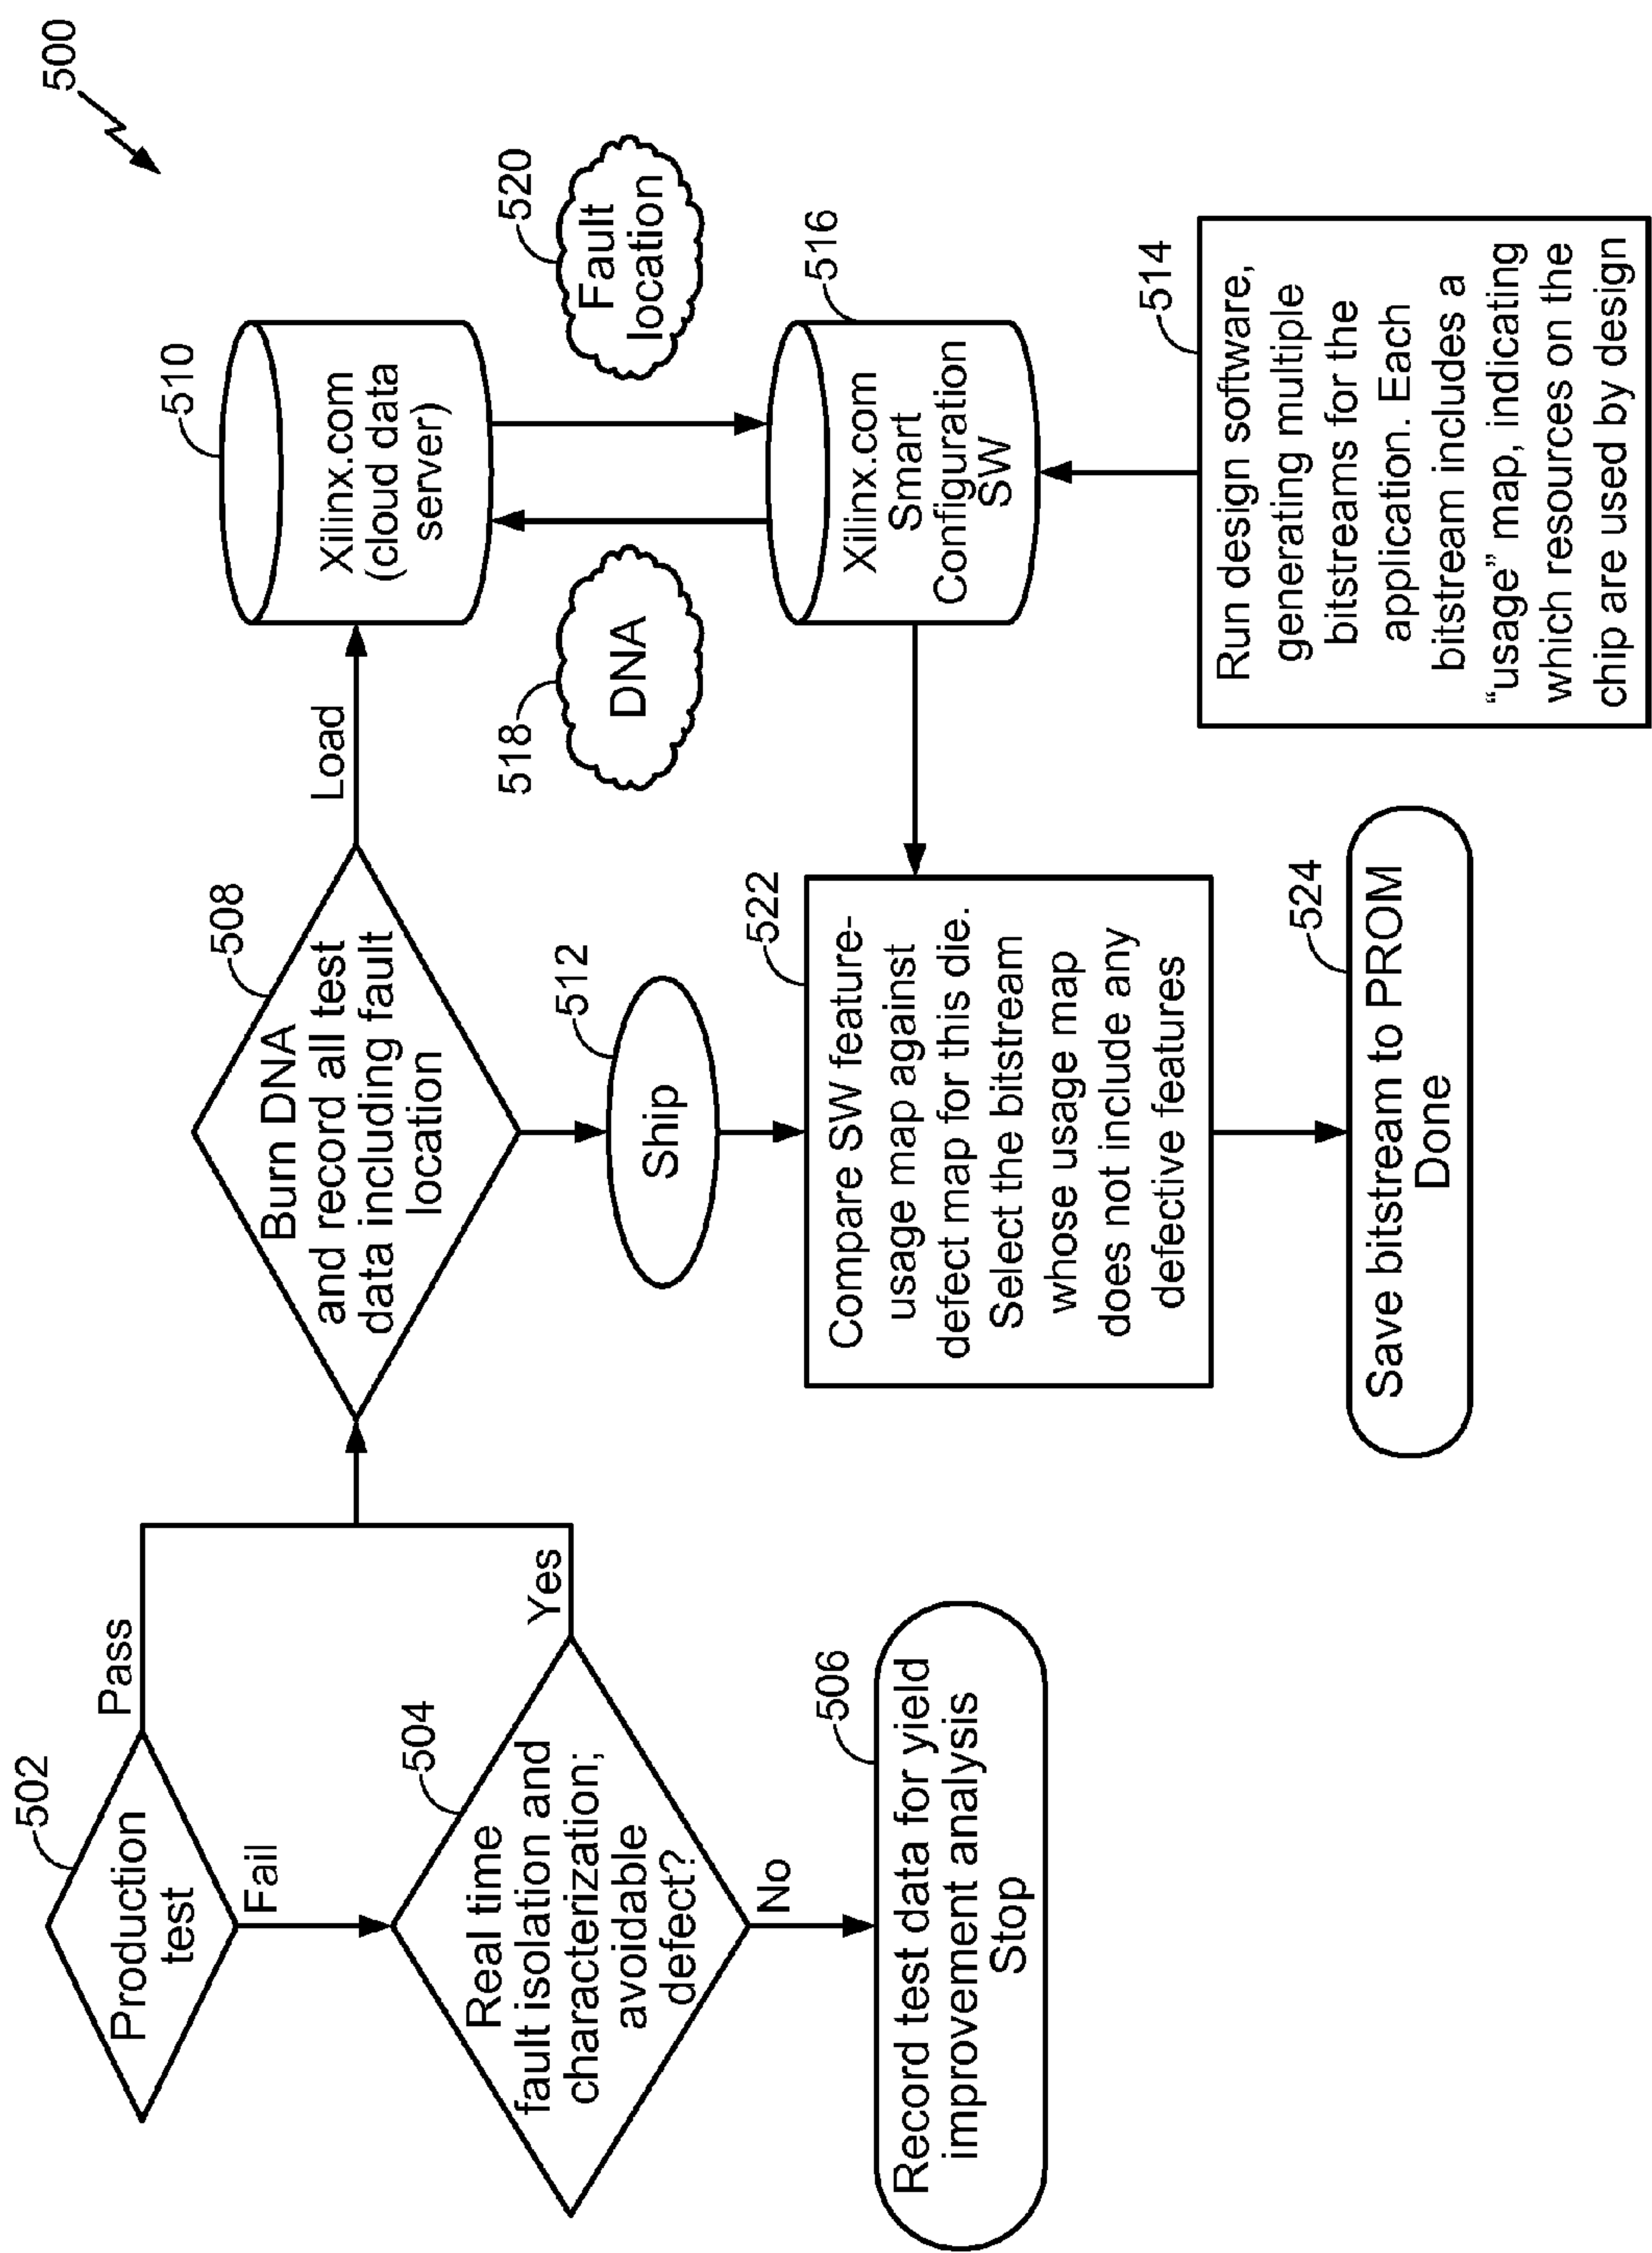 500
502
Production
test
Pass
Fail
504
Real time
fault isolation and
characterization;
avoidable
defect?
Yes
No
506
Record test data for yield
improvement analysis
Stop
508
Burn DNA
and record all test
data including fault
location
Load
510
Xilinx.com
(cloud data
server)
512
Ship
518
DNA
520
Fault
location
516
Xilinx.com
Smart
Configuration
SW
522
Compare SW feature-
usage map against
defect map for this die.
Select the bitstream
whose usage map
does not include any
defective features
514
Run design software,
generating multiple
bitstreams for the
application. Each
bitstream includes a
“usage” map, indicating
which resources on the
chip are used by design
524
Save bitstream to PROM
Done